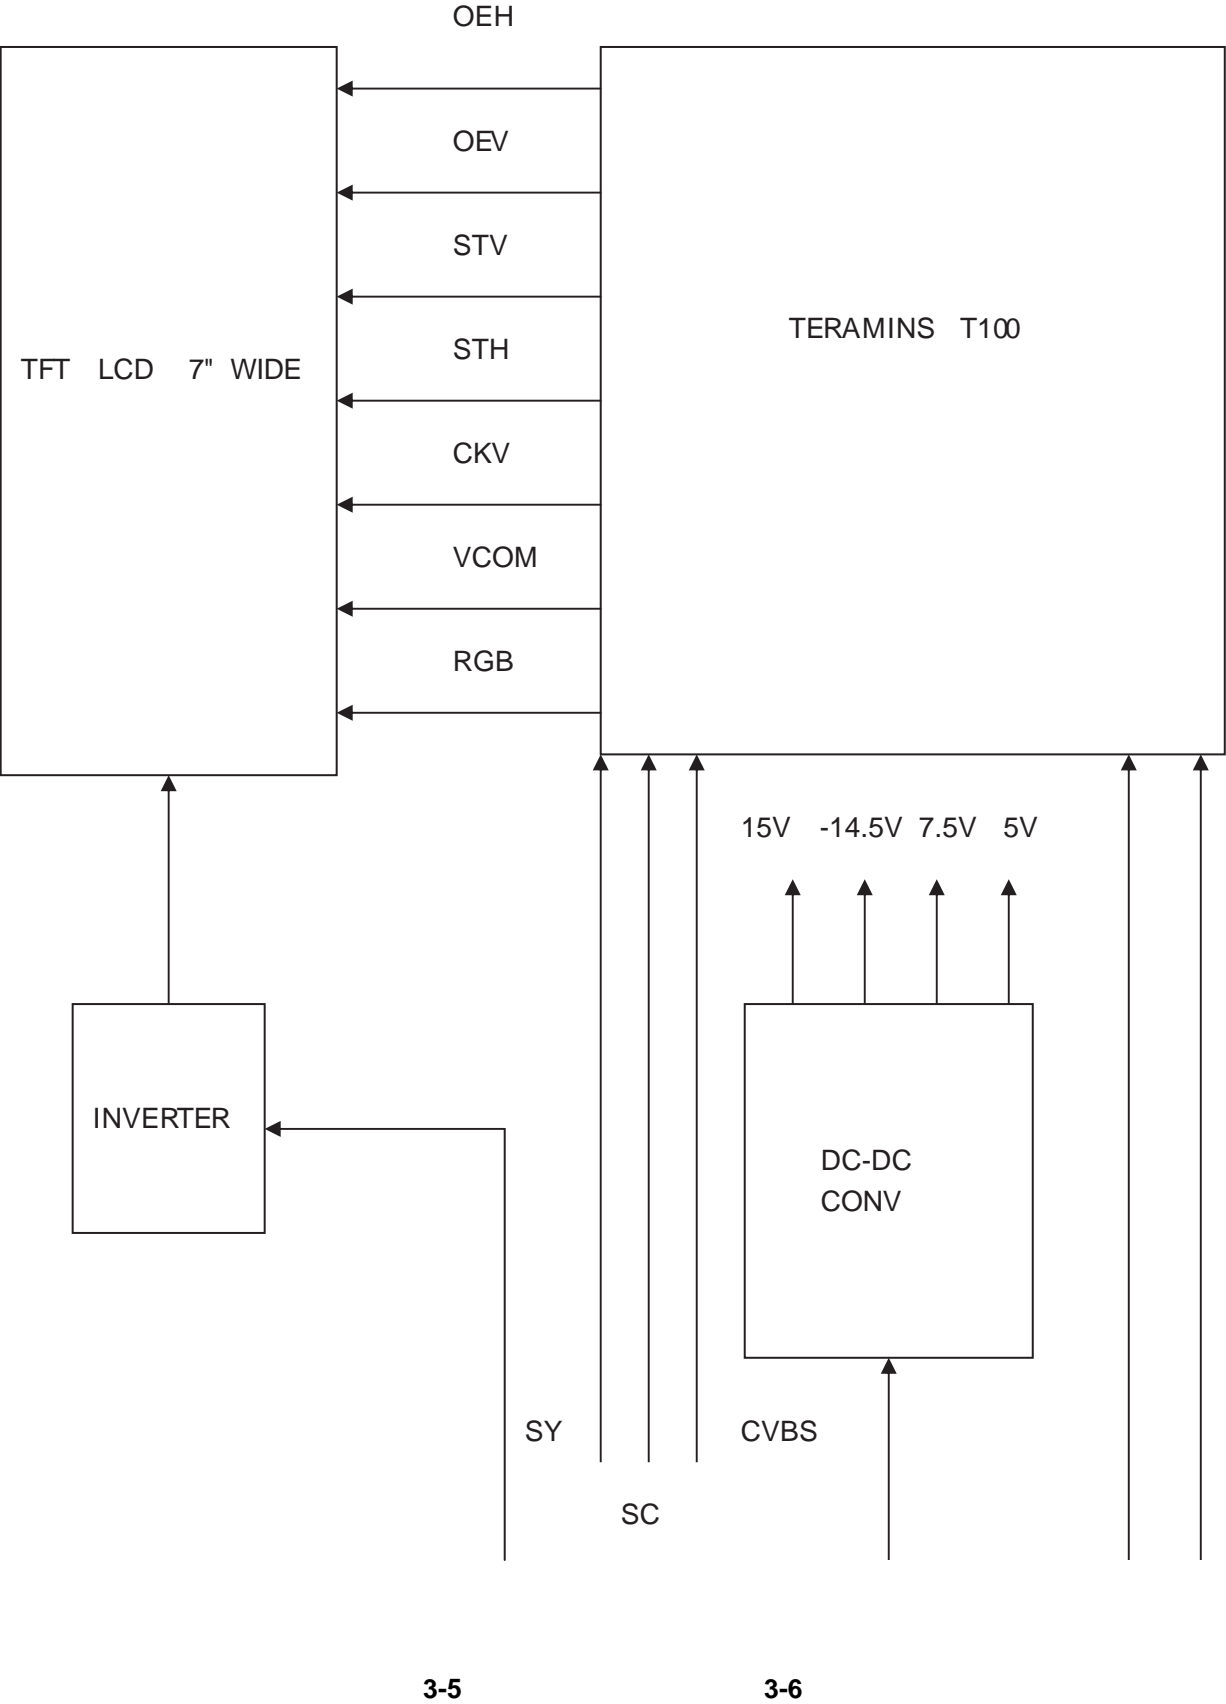 OEH
OEV
STV
TERAMINS T100
STH
TFT LCD 7" WIDE
CKV
VCOM
RGB
15V -14.5V 7.5V 5V
INVERTER
DC-DC
CONV
SY
CVBS
SC
3-5
3-6